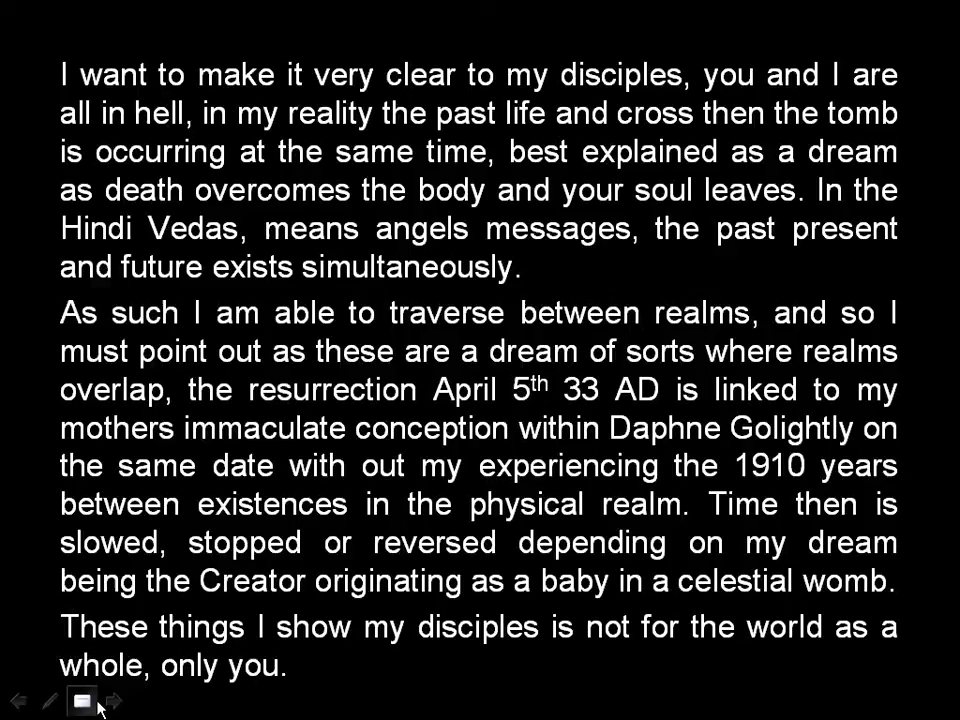 I want to make it very clear to my disciples, you and I are
all in hell, in my reality the past life and cross then the tomb
is occurring at the same time, best explained as a dream
as death overcomes the body and your soul leaves. In the
Hindi Vedas, means angels messages, the past present
and future exists simultaneously.
As such I am able to traverse between realms, and so I
must point out as these are a dream of sorts where realms
overlap, the resurrection April 5th 33 AD is linked to my
mothers immaculate conception within Daphne Golightly on
the same date with out my experiencing the 1910 years
between existences in the physical realm. Time then is
slowed, stopped or reversed depending on my dream
being the Creator originating as a baby in a celestial womb.
These things I show my disciples is not for the world as a
whole, only you.